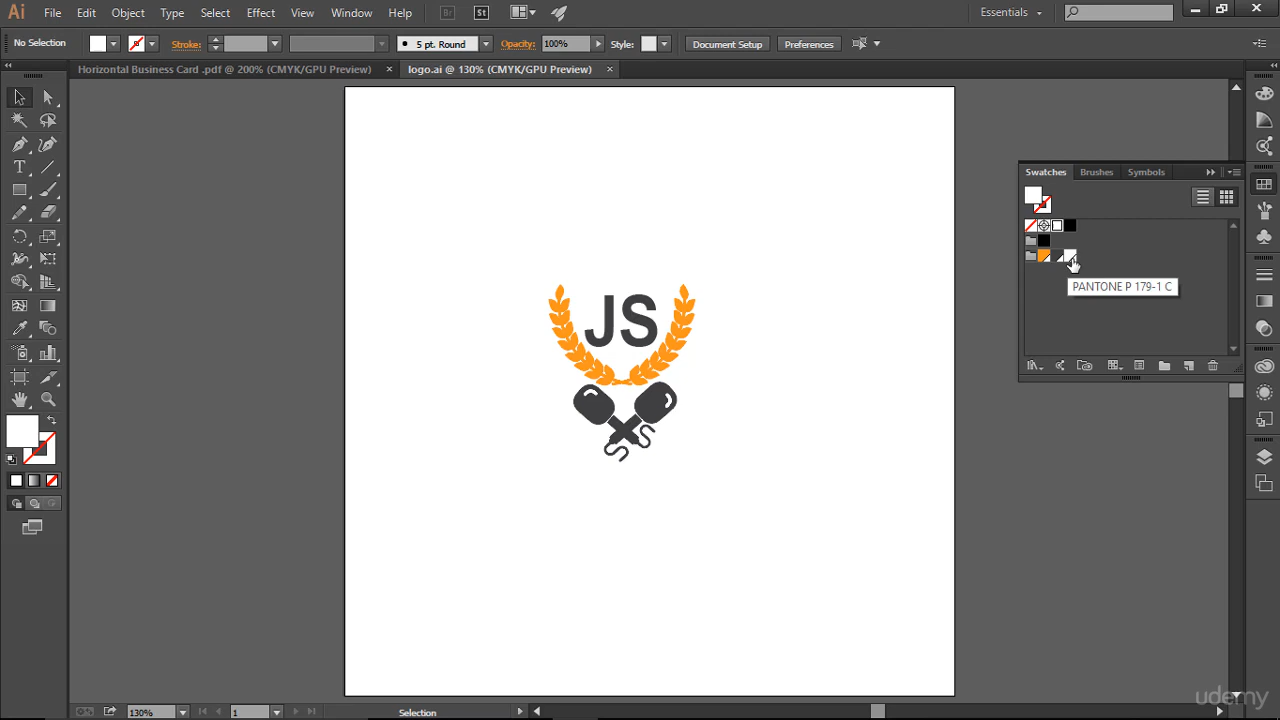 Ai File Edit Object Type Select Effect View Window Help Br St Essentials
No Selection Stroke: 5 pt. Round Opacity: 100% Style: Document Setup Preferences
Horizontal Business Card .pdf @ 200% (CMYK/GPU Preview) × logo.ai @ 130% (CMYK/GPU Preview) ×
Swatches Brushes Symbols
PANTONE P 179-1 C
JS
130% 1 Selection
udemy